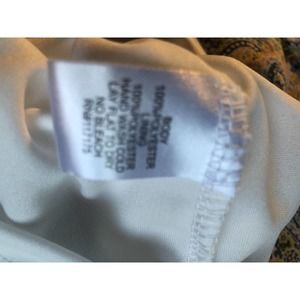 BODY
100% POLYESTER
LINING
100% POLYESTER
HAND WASH COLD
LAY FLAT TO DRY
NO BLEACH